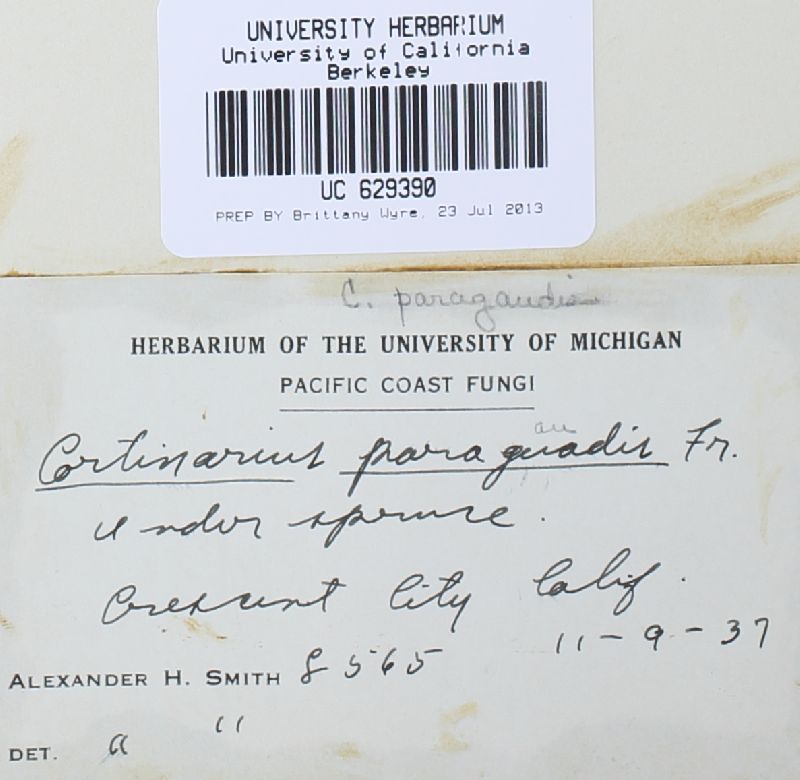 UNIVERSITY HERBARIUM
University of California
Berkeley
UC 629390
PREP BY Brittany Wyre, 23 Jul 2013
C. paragaudis
HERBARIUM OF THE UNIVERSITY OF MICHIGAN
PACIFIC COAST FUNGI
au
Cortinarius paraguadis Fr.
under spruce.
Crescent City Calif.
11-9-37
ALEXANDER H. SMITH 8565
DET. " "